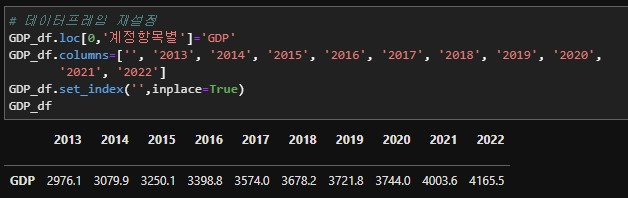 # 데이터프레임 재설정
GDP_df.loc[0,'계정항목별']='GDP'
GDP_df.columns=['', '2013', '2014', '2015', '2016', '2017', '2018', '2019', '2020',
'2021', '2022']
GDP_df.set_index('',inplace=True)
GDP_df
2013 2014 2015 2016 2017 2018 2019 2020 2021 2022
GDP 2976.1 3079.9 3250.1 3398.8 3574.0 3678.2 3721.8 3744.0 4003.6 4165.5